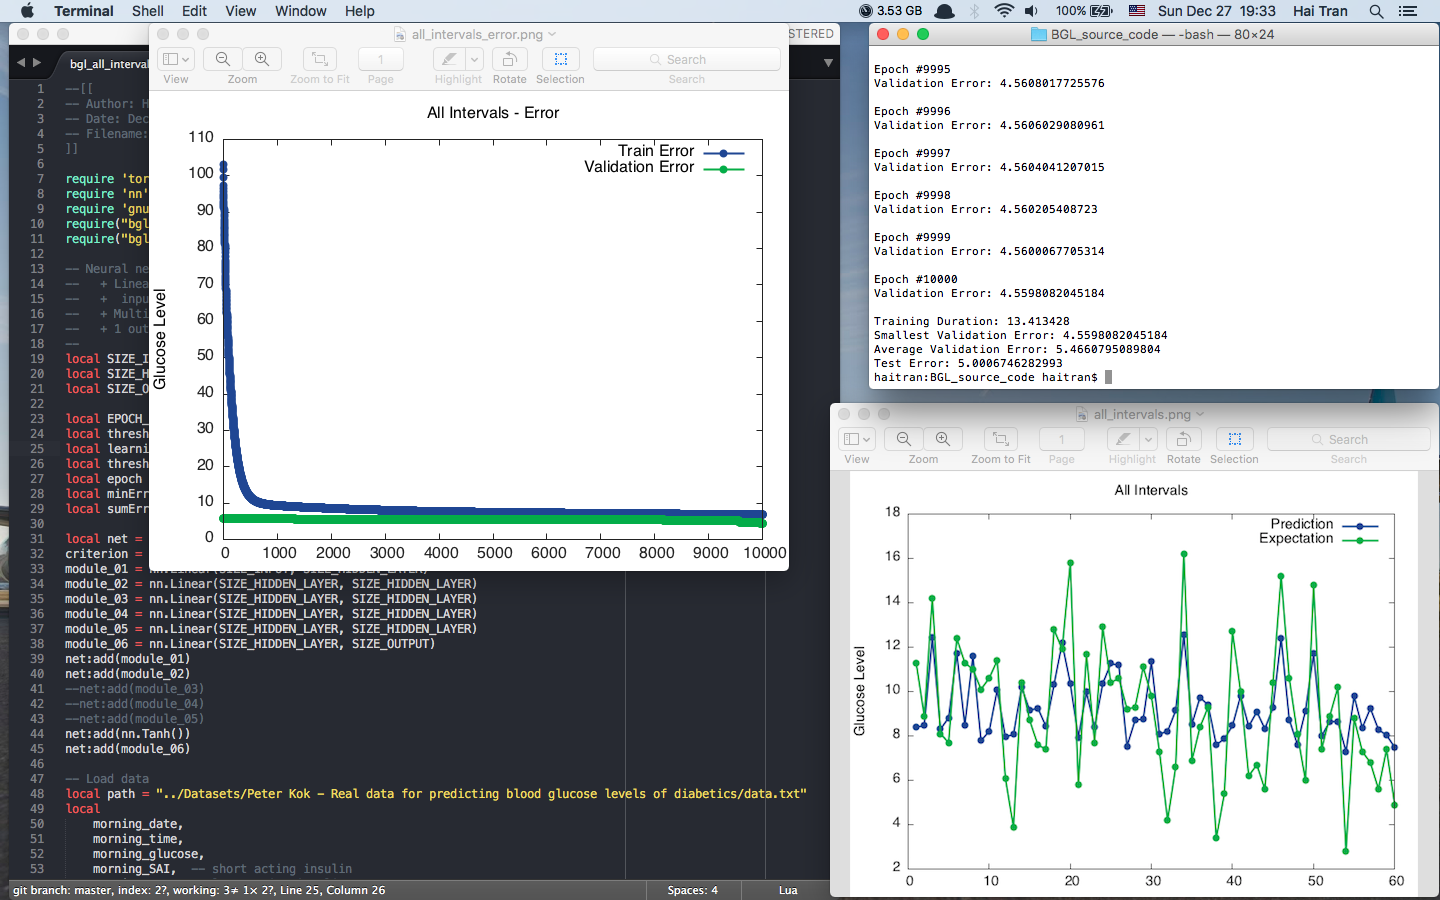 Terminal Shell Edit View Window Help 3.53 GB 100% Sun Dec 27 19:33 Hai Tran
all_intervals_error.png
STERED
bgl_all_interva
View Zoom Zoom to Fit 1 Page Highlight Rotate Selection Search Search
1 --[[
2 -- Author: H
3 -- Date: Dec
4 -- Filename:
5 ]]
6
7 require 'tor
8 require 'nn'
9 require 'gnu
10 require("bgl
11 require("bgl
12
13 -- Neural ne
14 --   + Linea
15 --   +  inpu
16 --   + Multi
17 --   + 1 out
18 --
19 local SIZE_I
20 local SIZE_H
21 local SIZE_O
22
23 local EPOCH_
24 local thresh
25 local learni
26 local thresh
27 local epoch
28 local minErr
29 local sumErr
30
31 local net =
32 criterion =
33 module_01 = nn.Linear(SIZE_INPUT, SIZE_HIDDEN_LAYER)
34 module_02 = nn.Linear(SIZE_HIDDEN_LAYER, SIZE_HIDDEN_LAYER)
35 module_03 = nn.Linear(SIZE_HIDDEN_LAYER, SIZE_HIDDEN_LAYER)
36 module_04 = nn.Linear(SIZE_HIDDEN_LAYER, SIZE_HIDDEN_LAYER)
37 module_05 = nn.Linear(SIZE_HIDDEN_LAYER, SIZE_HIDDEN_LAYER)
38 module_06 = nn.Linear(SIZE_HIDDEN_LAYER, SIZE_OUTPUT)
39 net:add(module_01)
40 net:add(module_02)
41 --net:add(module_03)
42 --net:add(module_04)
43 --net:add(module_05)
44 net:add(nn.Tanh())
45 net:add(module_06)
46
47 -- Load data
48 local path = "../Datasets/Peter Kok - Real data for predicting blood glucose levels of diabetics/data.txt"
49 local
50     morning_date,
51     morning_time,
52     morning_glucose,
53     morning_SAI,  -- short acting insulin
git branch: master, index: 2?, working: 3≠ 1× 2?, Line 25, Column 26 Spaces: 4 Lua
All Intervals - Error
Train Error
Validation Error
Glucose Level
110
100
90
80
70
60
50
40
30
20
10
0
0 1000 2000 3000 4000 5000 6000 7000 8000 9000 10000
BGL_source_code — -bash — 80×24
Epoch #9995
Validation Error: 4.5608017725576
Epoch #9996
Validation Error: 4.5606029080961
Epoch #9997
Validation Error: 4.5604041207015
Epoch #9998
Validation Error: 4.560205408723
Epoch #9999
Validation Error: 4.5600067705314
Epoch #10000
Validation Error: 4.5598082045184
Training Duration: 13.413428
Smallest Validation Error: 4.5598082045184
Average Validation Error: 5.4660795089804
Test Error: 5.0006746282993
haitran:BGL_source_code haitran$
all_intervals.png
View Zoom Zoom to Fit 1 Page Highlight Rotate Selection Search Search
All Intervals
Prediction
Expectation
Glucose Level
18
16
14
12
10
8
6
4
2
0 10 20 30 40 50 60